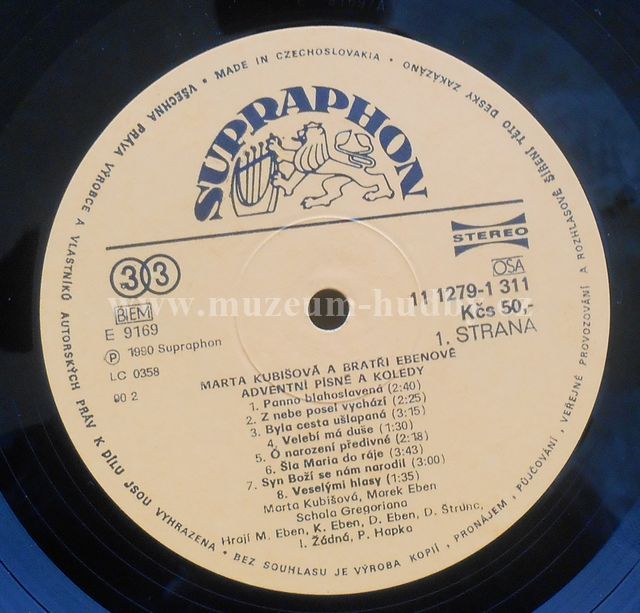 VŠECHNA PRÁVA VÝROBCE A VLASTNÍKŮ AUTORSKÝCH PRÁV K DÍLU JSOU VYHRAZENA • BEZ SOUHLASU JE VÝROBA KOPIÍ, PRONÁJEM, PŮJČOVÁNÍ, VEŘEJNÉ PROVOZOVÁNÍ A ROZHLASOVÉ ŠÍŘENÍ TÉTO DESKY ZAKÁZÁNO • MADE IN CZECHOSLOVAKIA •
SUPRAPHON
STEREO
33
BIEM
E 9169
Ⓟ 1990 Supraphon
LC 0358
90 2
OSA
11 1279-1 311
Kčs 50,-
1. STRANA
www.muzeum-hudby.cz
MARTA KUBIŠOVÁ A BRATŘI EBENOVÉ
ADVENTNÍ PÍSNĚ A KOLEDY
1. Panno blahoslavená (2:40)
2. Z nebe posel vychází (2:25)
3. Byla cesta ušlapaná (3:15)
4. Velebí má duše (1:30)
5. Ó narození předivné (2:18)
6. Šla Maria do ráje (3:43)
7. Syn Boží se nám narodil (3:00)
8. Veselými hlasy (1:35)
Marta Kubišová, Marek Eben
Schola Gregoriana
Hrají M. Eben, K. Eben, D. Eben, D. Štrunc,
I. Žádná, P. Hapka